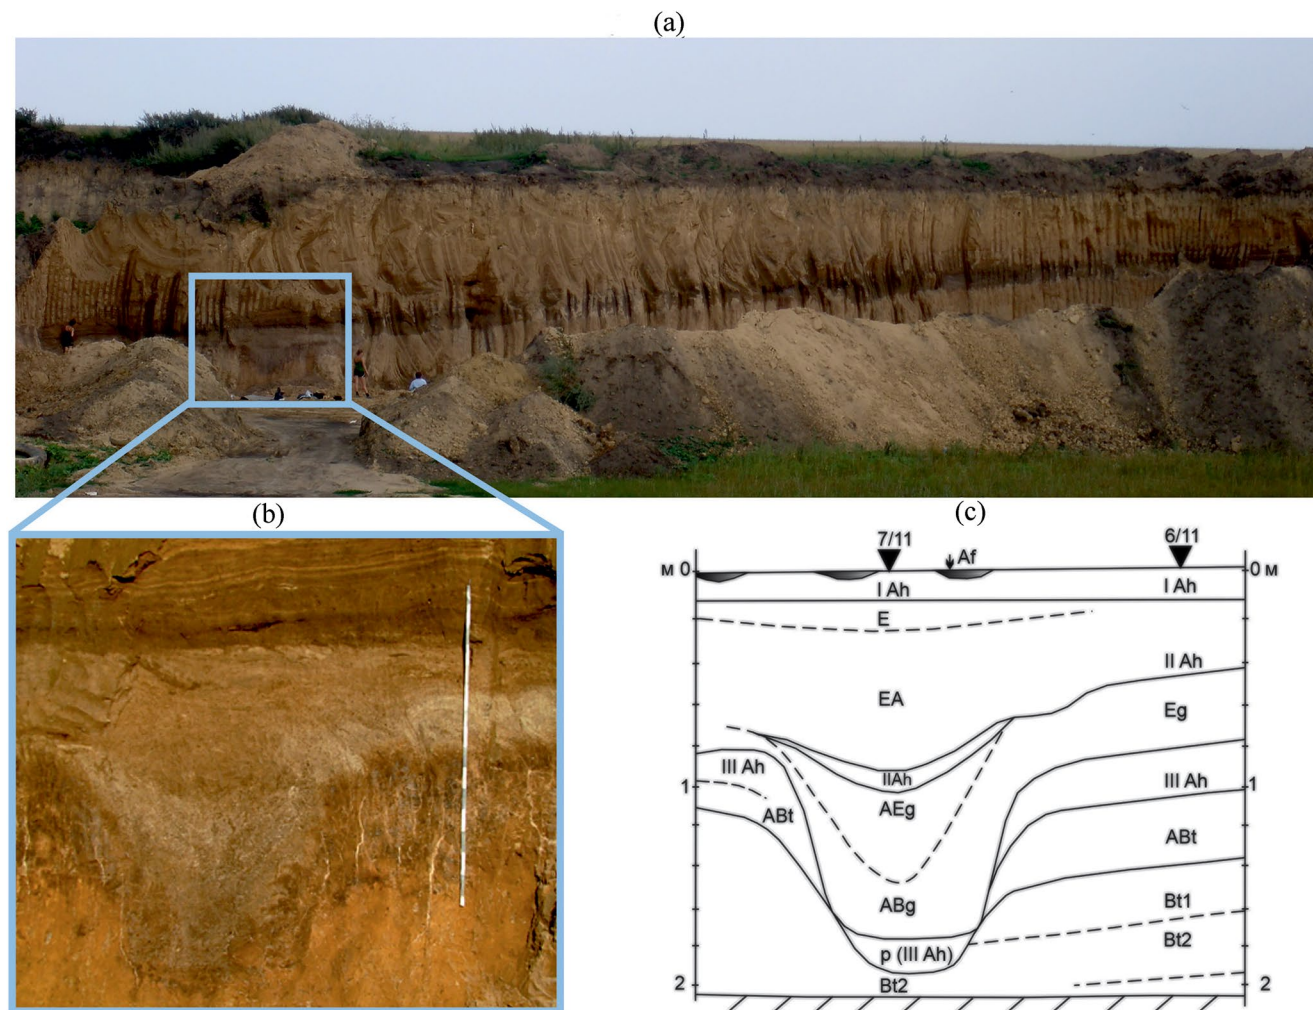 (a)
(b)
(c)
7/11
6/11
Af
M 0
0 M
I Ah
I Ah
E
II Ah
EA
Eg
III Ah
IIAh
III Ah
1
1
AEg
ABt
ABt
ABg
Bt1
p (III Ah)
Bt2
Bt2
2
2